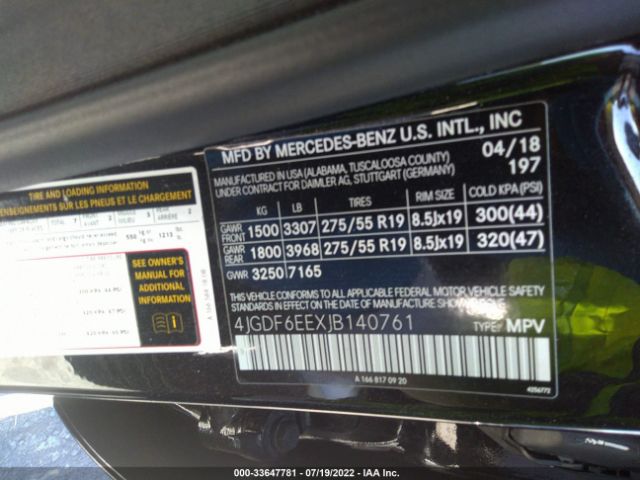 MFD BY MERCEDES-BENZ U.S. INTL., INC
MANUFACTURED IN USA (ALABAMA, TUSCALOOSA COUNTY) 04/18
UNDER CONTRACT FOR DAIMLER AG, STUTTGART (GERMANY) 197
KG LB TIRES RIM SIZE COLD KPA(PSI)
GAWR FRONT 1500 3307 275/55 R19 8.5Jx19 300(44)
GAWR REAR 1800 3968 275/55 R19 8.5Jx19 320(47)
GVWR 3250 7165
THIS VEHICLE CONFORMS TO ALL APPLICABLE FEDERAL MOTOR VEHICLE SAFETY
STANDARDS IN EFFECT ON THE DATE OF MANUFACTURE SHOWN ABOVE.
4JGDF6EEXJB140761 TYPE: MPV
A 166 817 09 20
4256772
TIRE AND LOADING INFORMATION
RENSEIGNEMENTS SUR LES PNEUS ET LE CHARGEMENT
550 kg or 1213
SEE OWNER'S
MANUAL FOR
ADDITIONAL
INFORMATION
000-33647781 - 07/19/2022 - IAA Inc.